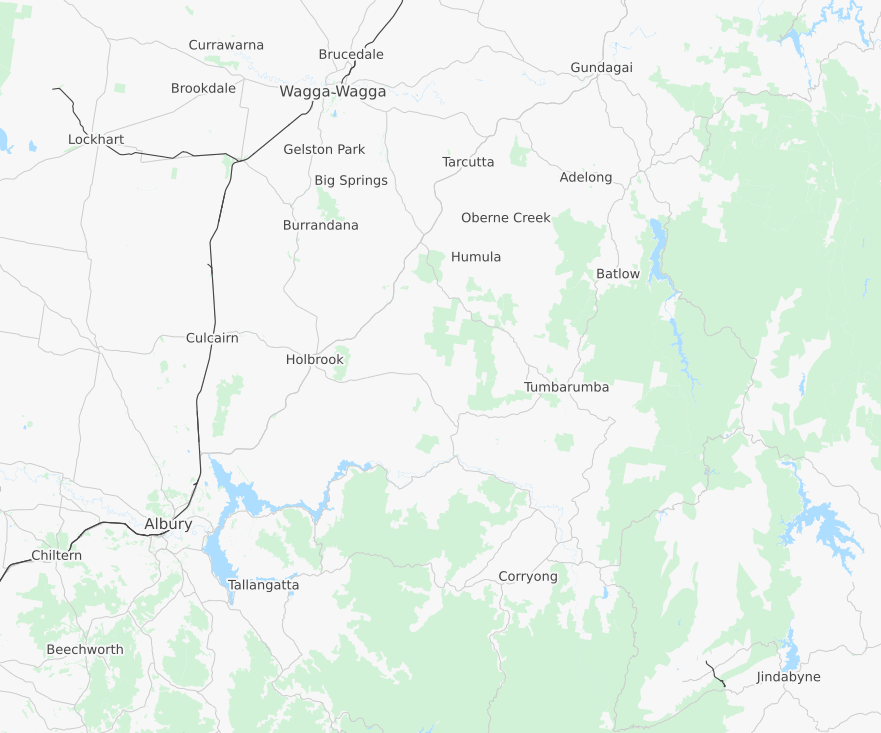 Currawarna
Brucedale
Gundagai
Brookdale
Wagga-Wagga
Lockhart
Gelston Park
Tarcutta
Big Springs
Adelong
Oberne Creek
Burrandana
Humula
Batlow
Culcairn
Holbrook
Tumbarumba
Albury
Chiltern
Corryong
Tallangatta
Beechworth
Jindabyne